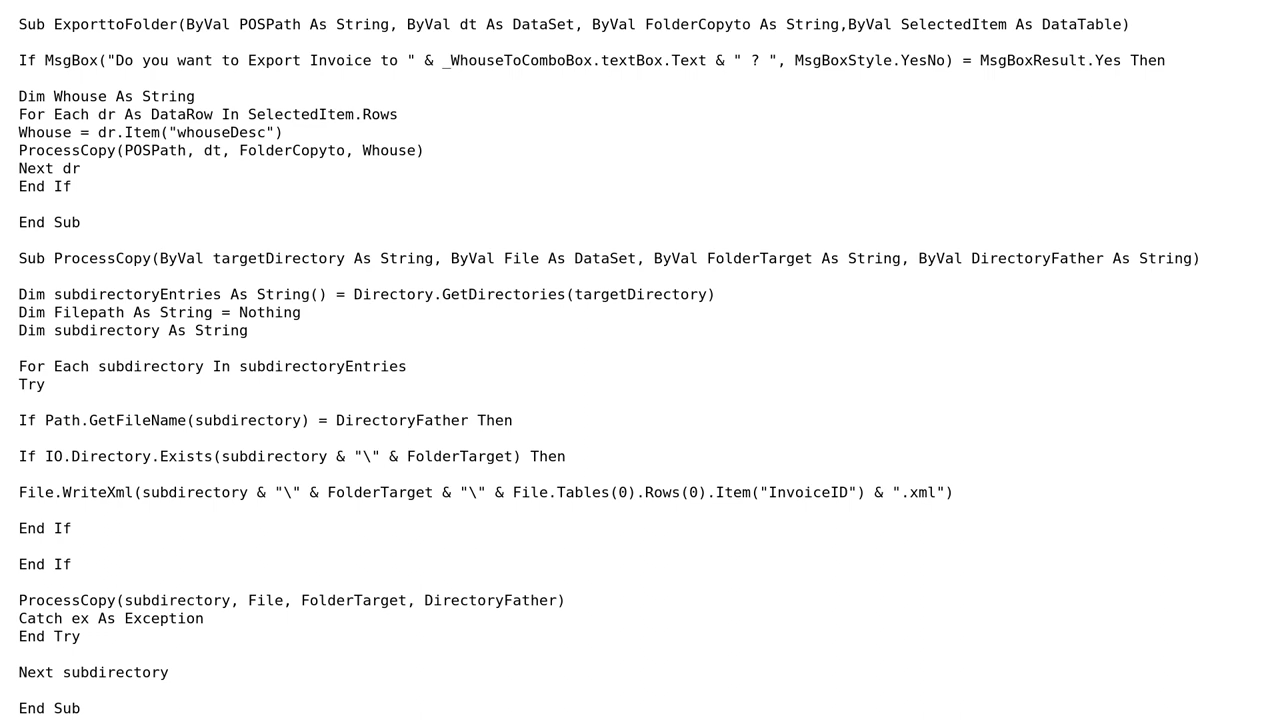 Sub ExporttoFolder(ByVal POSPath As String, ByVal dt As DataSet, ByVal FolderCopyto As String,ByVal SelectedItem As DataTable)
If MsgBox("Do you want to Export Invoice to " & _WhouseToComboBox.textBox.Text & " ? ", MsgBoxStyle.YesNo) = MsgBoxResult.Yes Then
Dim Whouse As String
For Each dr As DataRow In SelectedItem.Rows
Whouse = dr.Item("whouseDesc")
ProcessCopy(POSPath, dt, FolderCopyto, Whouse)
Next dr
End If
End Sub
Sub ProcessCopy(ByVal targetDirectory As String, ByVal File As DataSet, ByVal FolderTarget As String, ByVal DirectoryFather As String)
Dim subdirectoryEntries As String() = Directory.GetDirectories(targetDirectory)
Dim Filepath As String = Nothing
Dim subdirectory As String
For Each subdirectory In subdirectoryEntries
Try
If Path.GetFileName(subdirectory) = DirectoryFather Then
If IO.Directory.Exists(subdirectory & "\" & FolderTarget) Then
File.WriteXml(subdirectory & "\" & FolderTarget & "\" & File.Tables(0).Rows(0).Item("InvoiceID") & ".xml")
End If
End If
ProcessCopy(subdirectory, File, FolderTarget, DirectoryFather)
Catch ex As Exception
End Try
Next subdirectory
End Sub